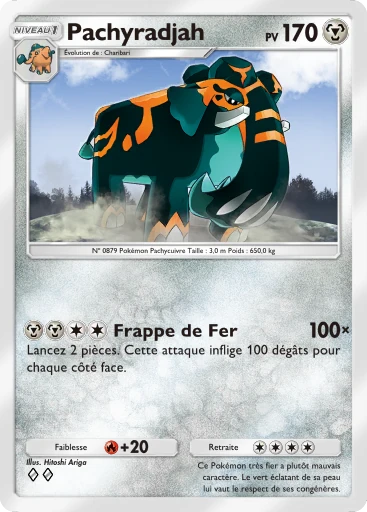 NIVEAU 1
Pachyradjah
PV 170
Évolution de : Charibari
N° 0879 Pokémon Pachycuivre Taille : 3,0 m Poids : 650,0 kg
Frappe de Fer 100×
Lancez 2 pièces. Cette attaque inflige 100 dégâts pour
chaque côté face.
Faiblesse +20
Retraite
Illus. Hitoshi Ariga
Ce Pokémon très fier a plutôt mauvais
caractère. Le vert éclatant de sa peau
lui vaut le respect de ses congénères.